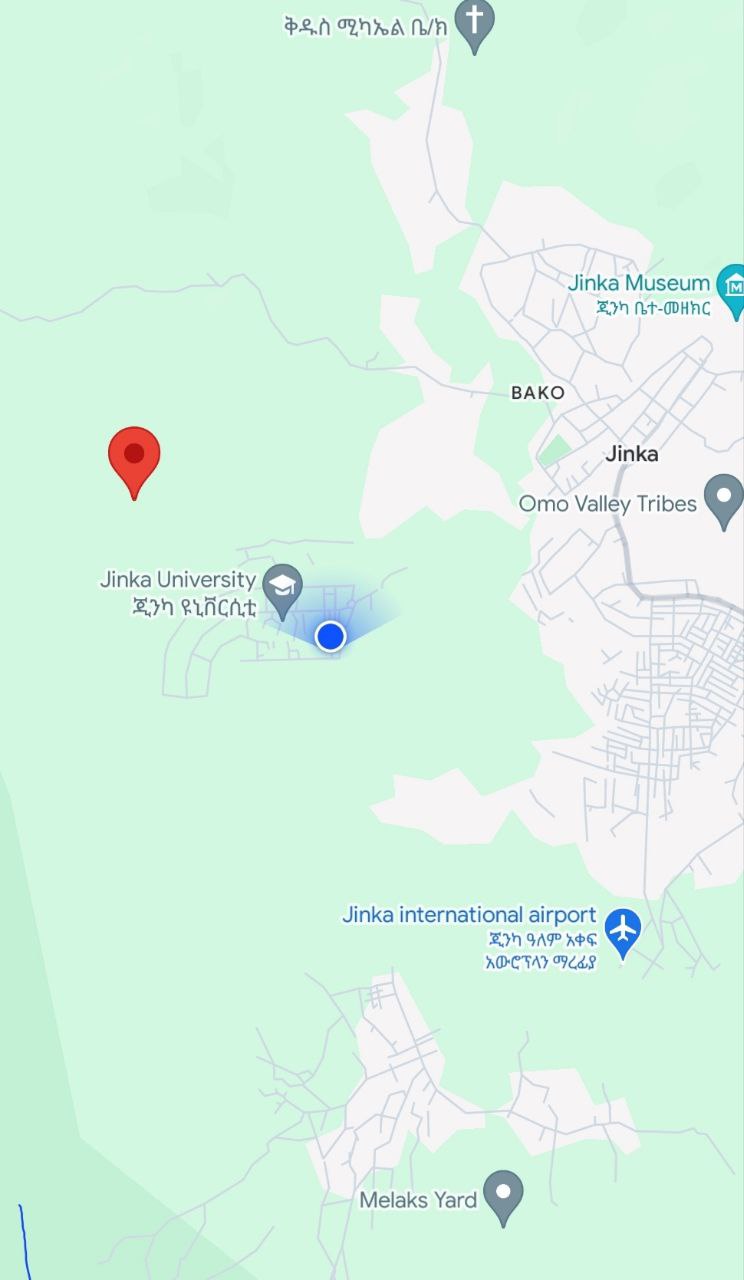 ቅዱስ ሚካኤል ቤ/ክ
Jinka Museum
ጂንካ ቤተ-መዘክር
BAKO
Jinka
Omo Valley Tribes
Jinka University
ጂንካ ዩኒቨርሲቲ
Jinka international airport
ጂንካ ዓለም አቀፍ
አውሮፕላን ማረፊያ
Melaks Yard